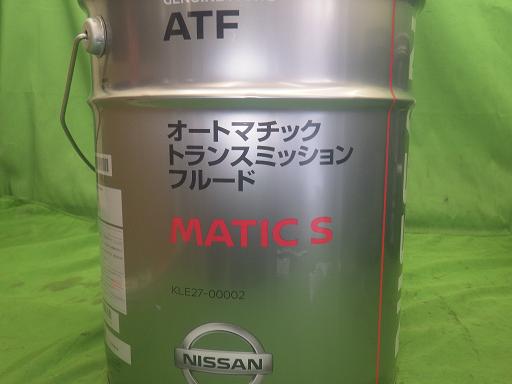 ATF
オートマチック
トランスミッション
フルード
MATIC S
KLE27-00002
NISSAN